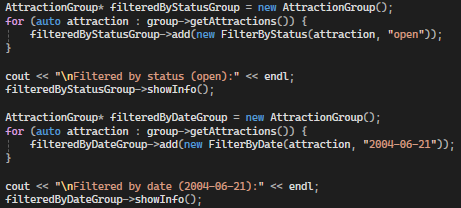 AttractionGroup* filteredByStatusGroup = new AttractionGroup();
for (auto attraction : group->getAttractions()) {
    filteredByStatusGroup->add(new FilterByStatus(attraction, "open"));
}

cout << "\nFiltered by status (open):" << endl;
filteredByStatusGroup->showInfo();

AttractionGroup* filteredByDateGroup = new AttractionGroup();
for (auto attraction : group->getAttractions()) {
    filteredByDateGroup->add(new FilterByDate(attraction, "2004-06-21"));
}

cout << "\nFiltered by date (2004-06-21):" << endl;
filteredByDateGroup->showInfo();